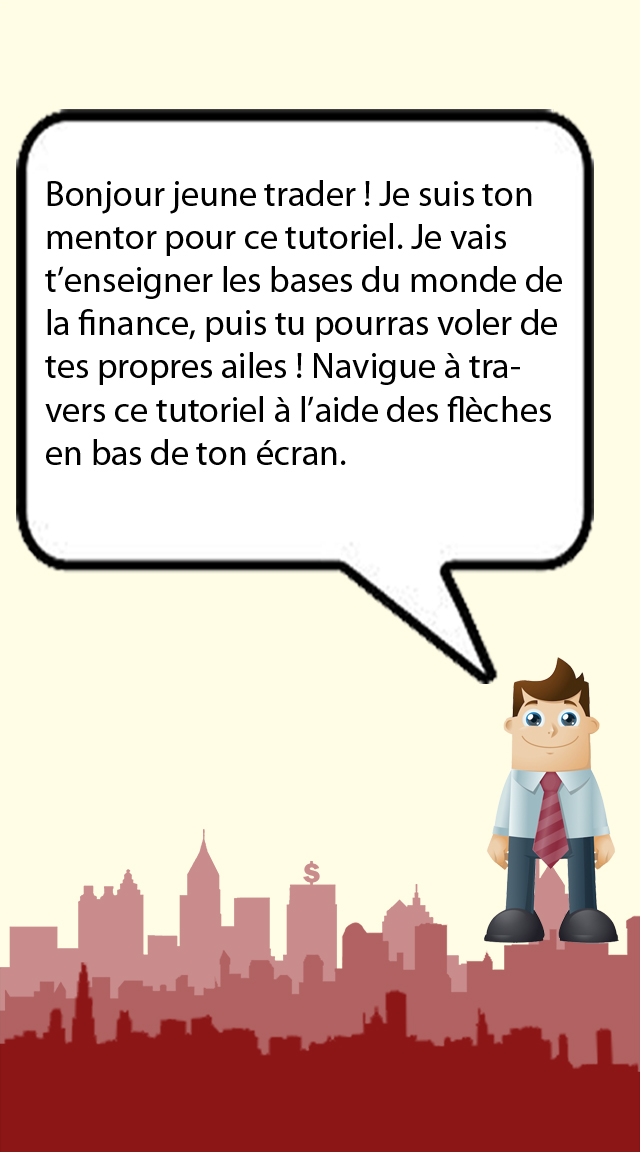 Bonjour jeune trader ! Je suis ton
mentor pour ce tutoriel. Je vais
t’enseigner les bases du monde de
la finance, puis tu pourras voler de
tes propres ailes ! Navigue à tra-
vers ce tutoriel à l’aide des flèches
en bas de ton écran.
$